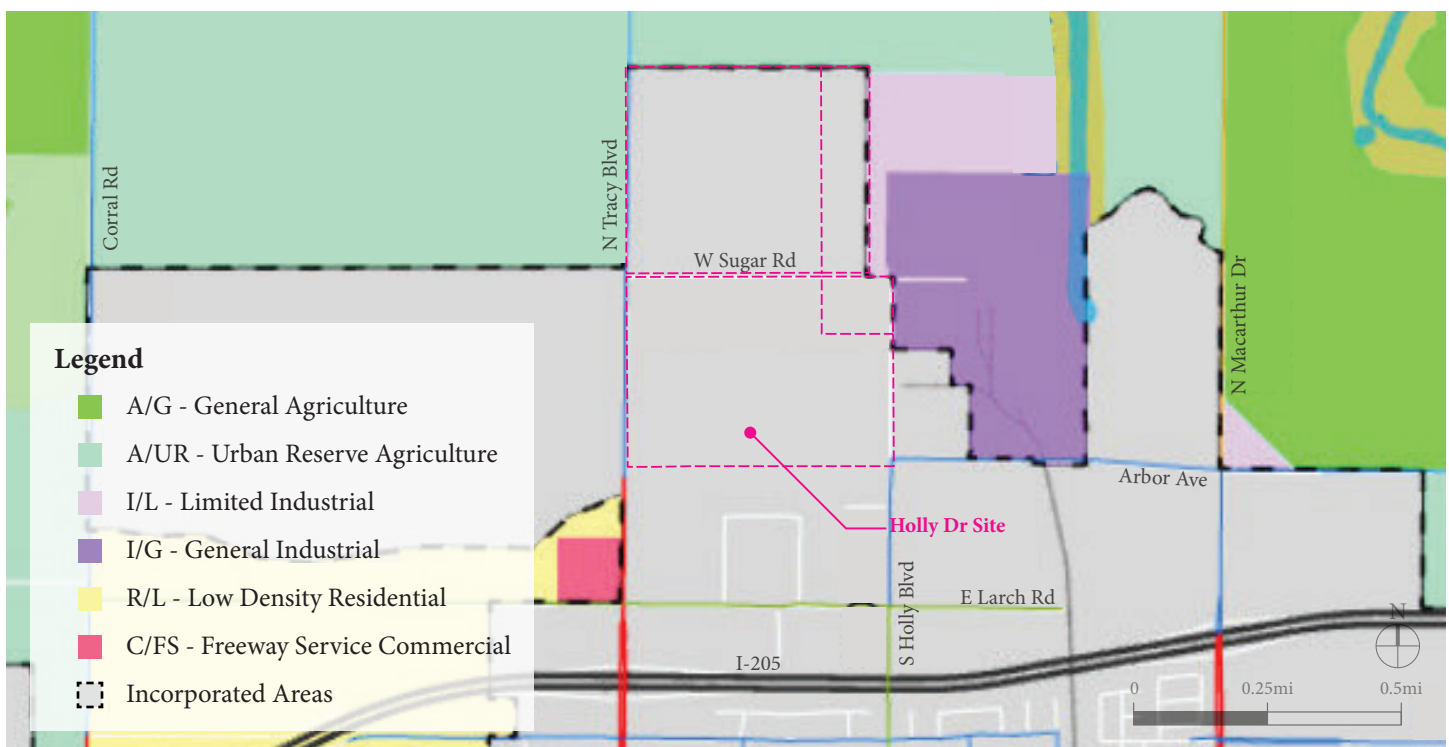 Corral Rd
N Tracy Blvd
W Sugar Rd
N Macarthur Dr
Legend
A/G - General Agriculture
A/UR - Urban Reserve Agriculture
I/L - Limited Industrial
I/G - General Industrial
R/L - Low Density Residential
C/FS - Freeway Service Commercial
Incorporated Areas
Arbor Ave
Holly Dr Site
S Holly Blvd
E Larch Rd
I-205
N
0 0.25mi 0.5mi